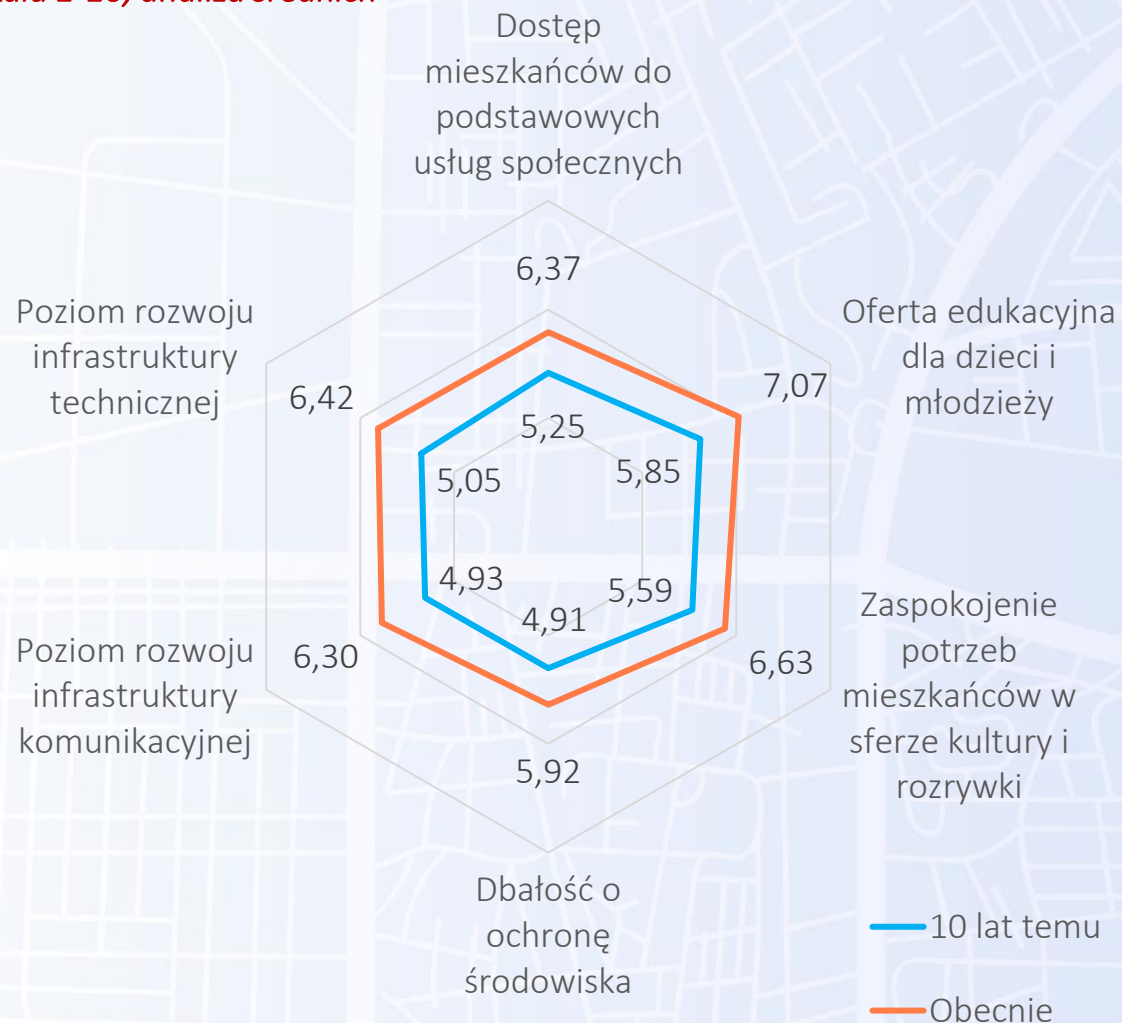 analiza średnich
Dostęp
mieszkańców do
podstawowych
usług społecznych
6,37
Oferta edukacyjna
dla dzieci i
młodzieży
7,07
Zaspokojenie
potrzeb
mieszkańców w
sferze kultury i
rozrywki
6,63
Dbałość o
ochronę
środowiska
5,92
Poziom rozwoju
infrastruktury
komunikacyjnej
6,30
Poziom rozwoju
infrastruktury
technicznej
6,42
5,25
5,85
5,59
4,91
4,93
5,05
10 lat temu
Obecnie